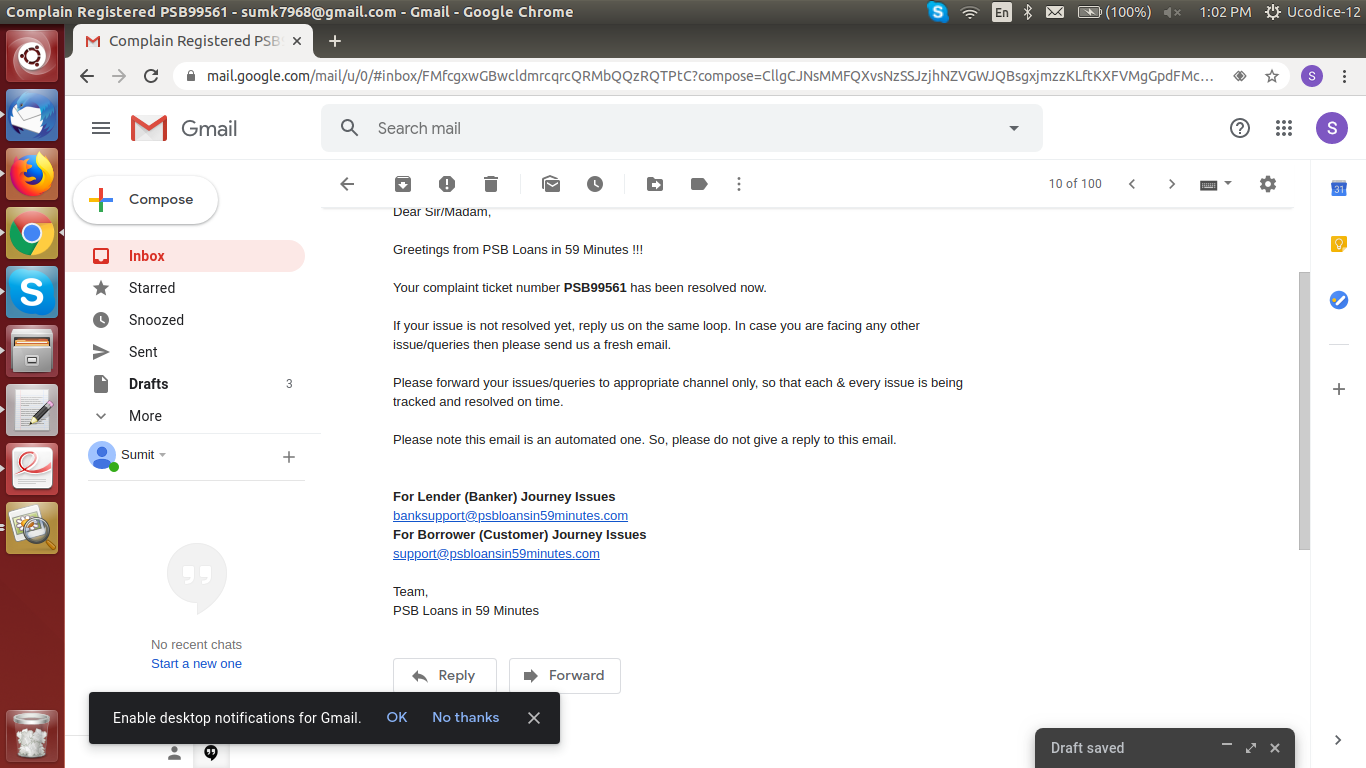 Complain Registered PSB99561 - sumk7968@gmail.com - Gmail - Google Chrome
En
(100%)
1:02 PM
Ucodice-12
Complain Registered PSB
mail.google.com/mail/u/0/#inbox/FMfcgxwGBwcldmrcqrcQRMbQQzRQTPtC?compose=CllgCJNsMMFQXvsNzSSJzjhNZVGWJQBsgxjmzzKLftKXFVMgGpdFMc...
S
Gmail
Search mail
S
Compose
10 of 100
31
Inbox
Starred
Snoozed
Sent
Drafts 3
More
Sumit
No recent chats
Start a new one
Dear Sir/Madam,
Greetings from PSB Loans in 59 Minutes !!!
Your complaint ticket number PSB99561 has been resolved now.
If your issue is not resolved yet, reply us on the same loop. In case you are facing any other
issue/queries then please send us a fresh email.
Please forward your issues/queries to appropriate channel only, so that each & every issue is being
tracked and resolved on time.
Please note this email is an automated one. So, please do not give a reply to this email.
For Lender (Banker) Journey Issues
banksupport@psbloansin59minutes.com
For Borrower (Customer) Journey Issues
support@psbloansin59minutes.com
Team,
PSB Loans in 59 Minutes
Reply
Forward
Enable desktop notifications for Gmail. OK No thanks
Draft saved